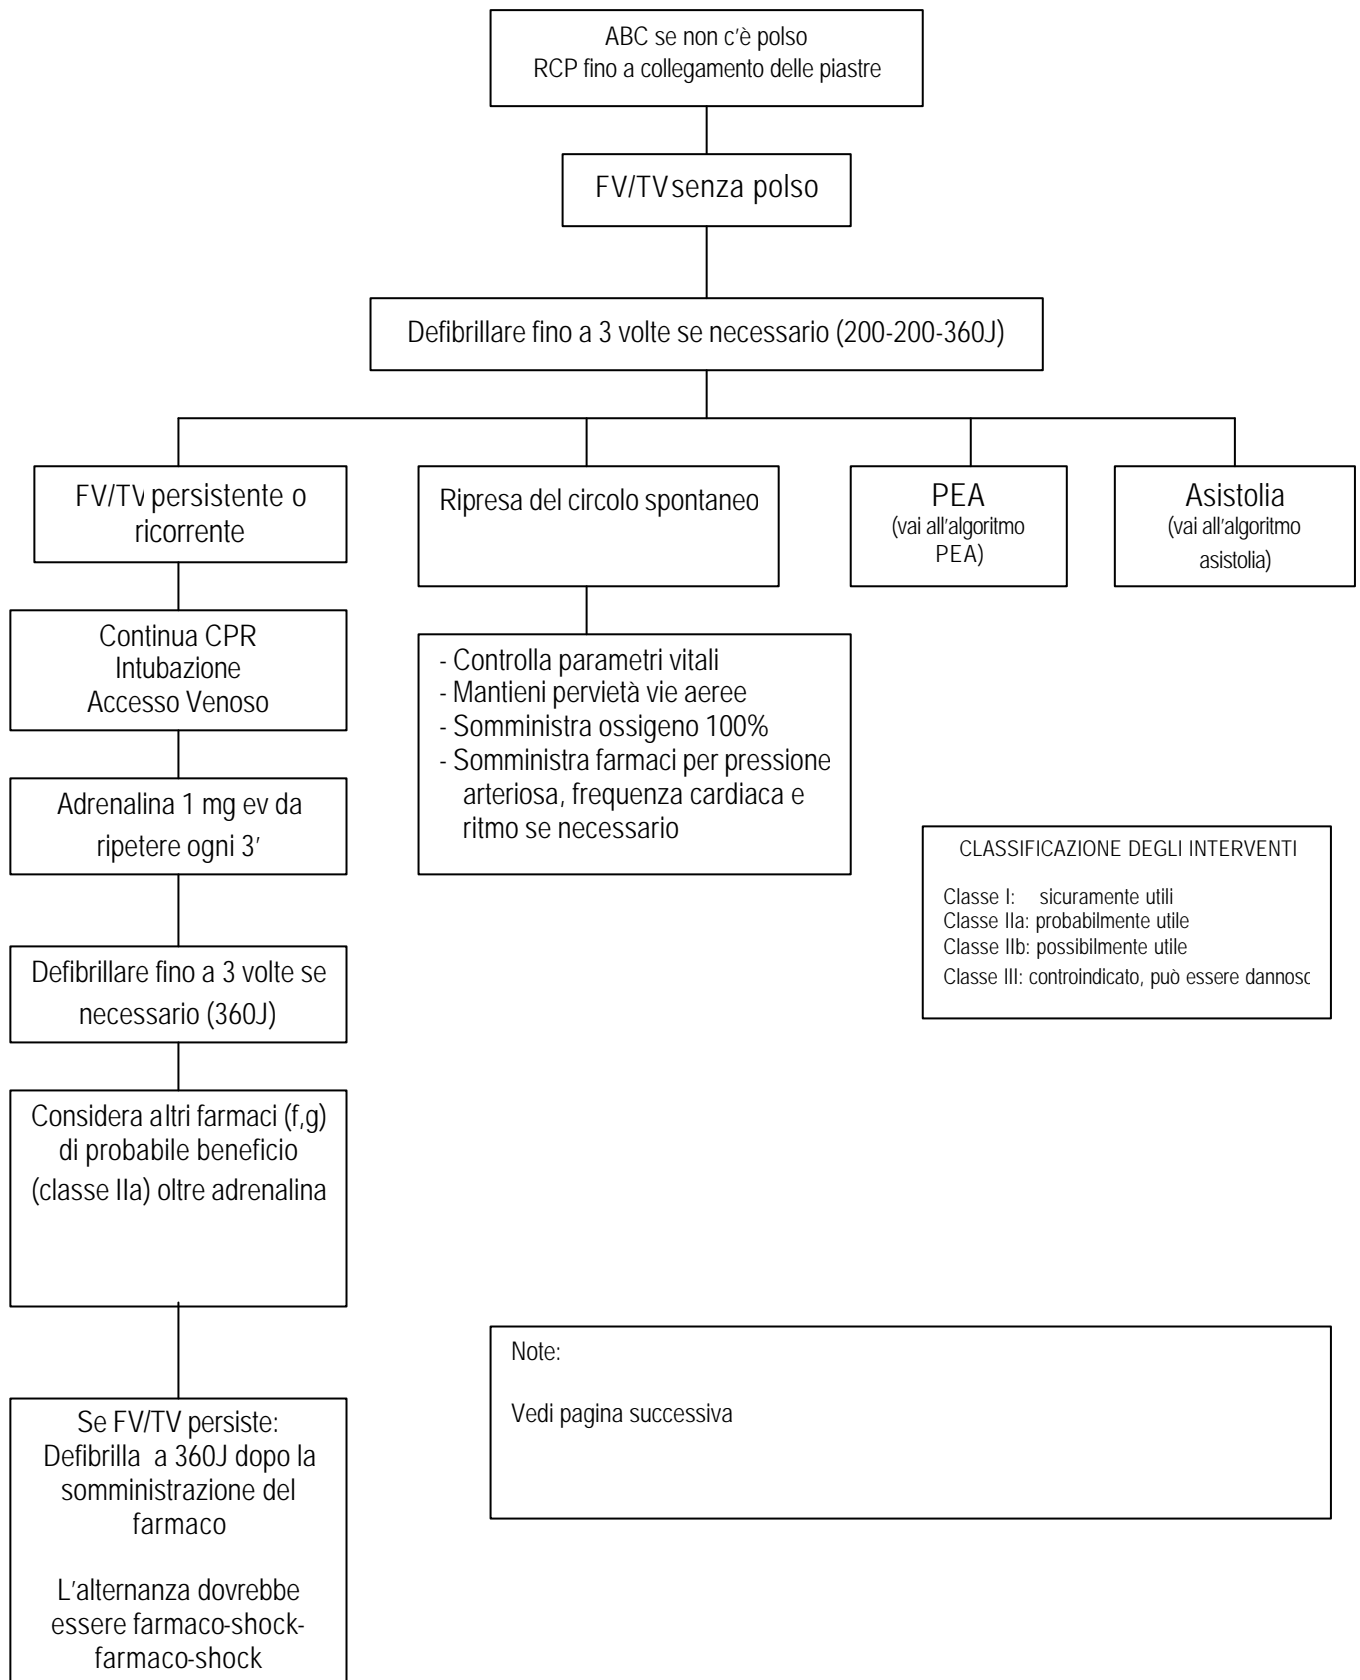 ABC se non c'è polso
RCP fino a collegamento delle piastre
FV/TV senza polso
Defibrillare fino a 3 volte se necessario (200-200-360J)
FV/TV persistente o
ricorrente
Ripresa del circolo spontaneo
PEA
(vai all'algoritmo
PEA)
Asistolia
(vai all'algoritmo
asistolia)
Continua CPR
Intubazione
Accesso Venoso
- Controlla parametri vitali
- Mantieni pervietà vie aeree
- Somministra ossigeno 100%
- Somministra farmaci per pressione
arteriosa, frequenza cardiaca e
ritmo se necessario
Adrenalina 1 mg ev da
ripetere ogni 3'
CLASSIFICAZIONE DEGLI INTERVENTI
Classe I: sicuramente utili
Classe IIa: probabilmente utile
Classe IIb: possibilmente utile
Classe III: controindicato, può essere dannoso
Defibrillare fino a 3 volte se
necessario (360J)
Considera altri farmaci (f,g)
di probabile beneficio
(classe IIa) oltre adrenalina
Note:
Vedi pagina successiva
Se FV/TV persiste:
Defibrilla a 360J dopo la
somministrazione del
farmaco
L'alternanza dovrebbe
essere farmaco-shock-
farmaco-shock